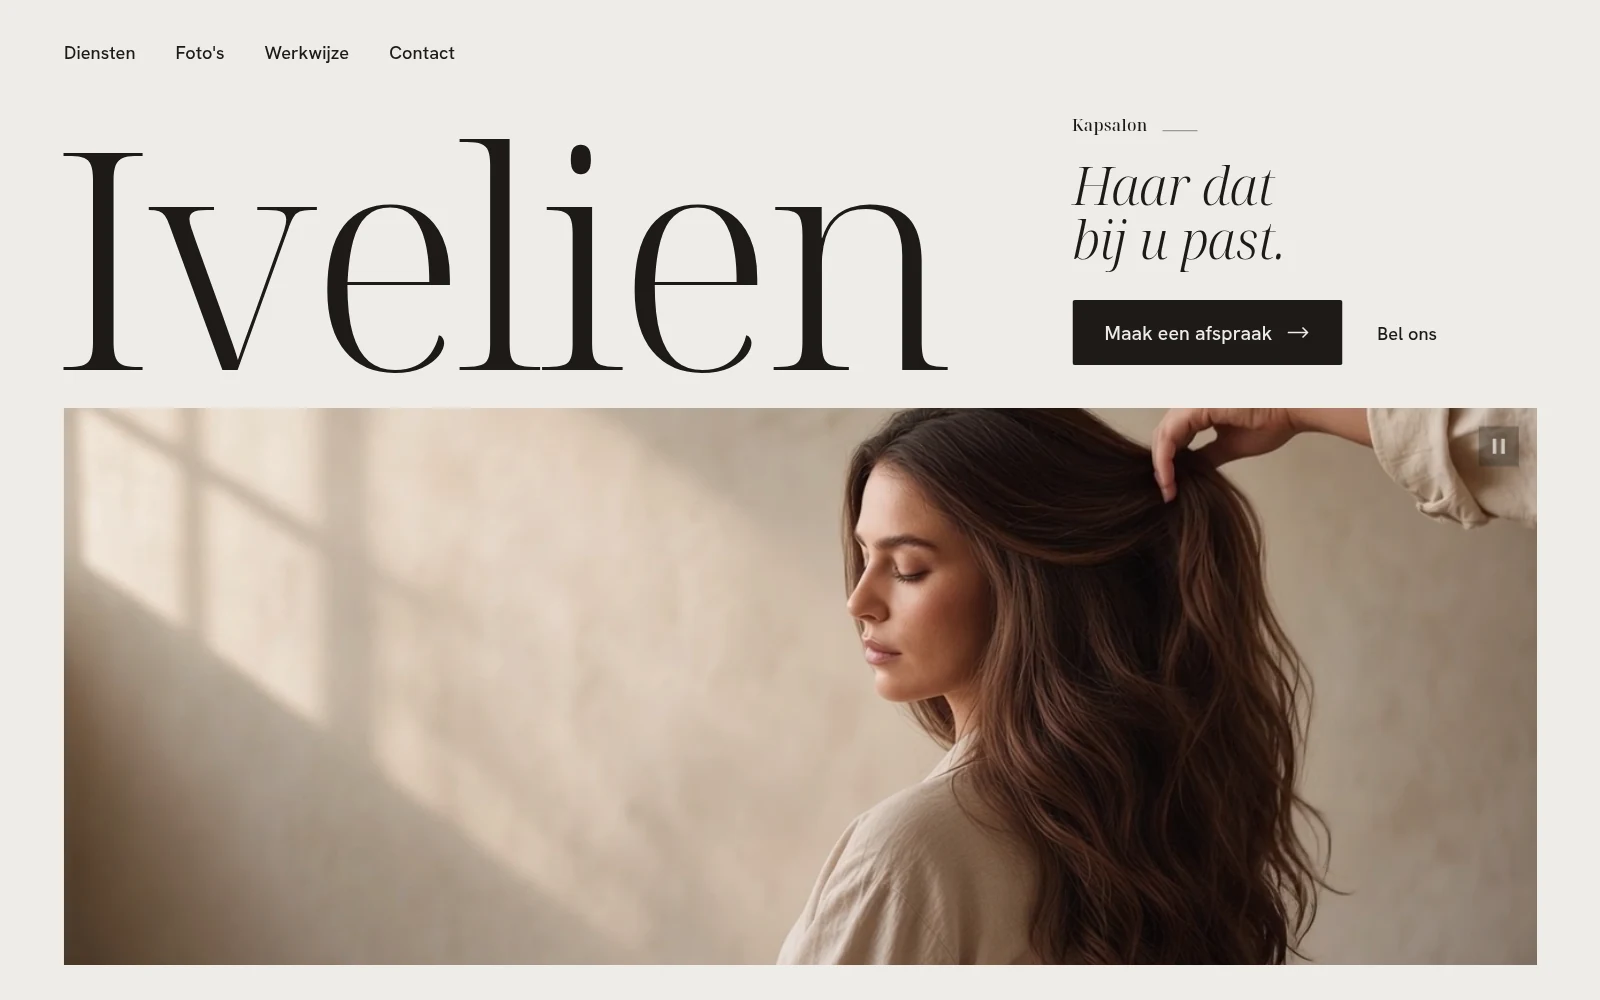 Diensten
Foto's
Werkwijze
Contact
Ivelien
Kapsalon
Haar dat
bij u past.
Maak een afspraak →
Bel ons